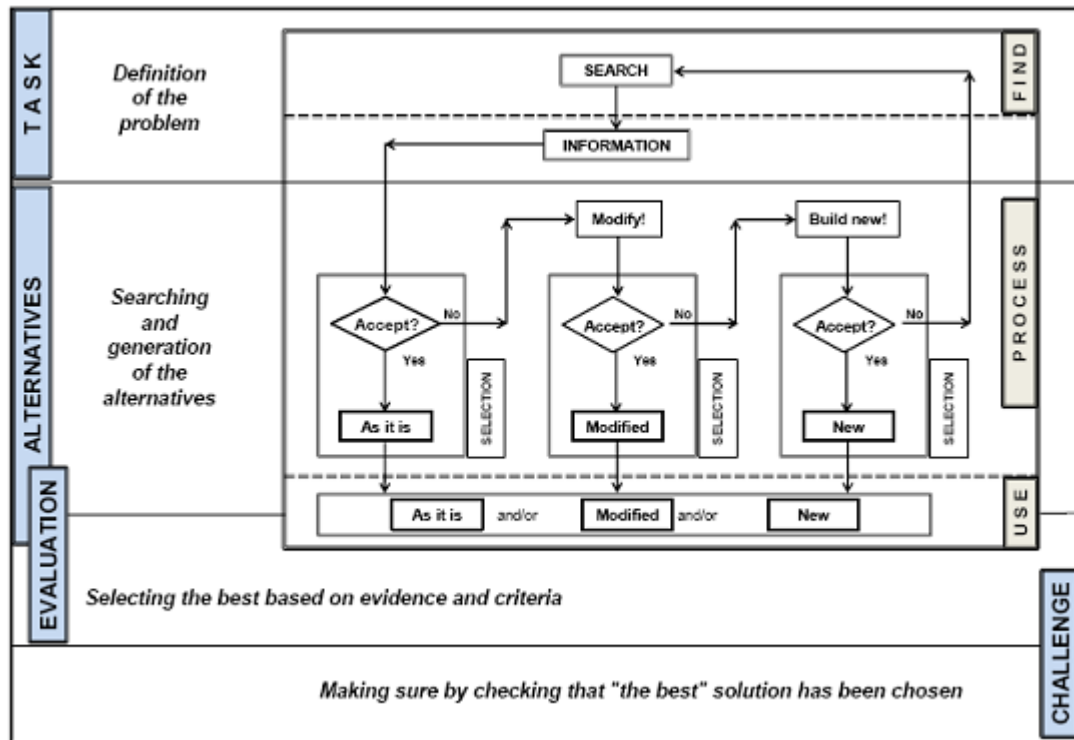 TASK
Definition
of the
problem
SEARCH
FIND
INFORMATION
ALTERNATIVES
Searching
and
generation
of the
alternatives
Modify!
Build new!
PROCESS
Accept?
No
Yes
SELECTION
As it is
Accept?
No
Yes
SELECTION
Modified
Accept?
No
Yes
SELECTION
New
As it is and/or Modified and/or New
USE
EVALUATION
Selecting the best based on evidence and criteria
CHALLENGE
Making sure by checking that "the best" solution has been chosen